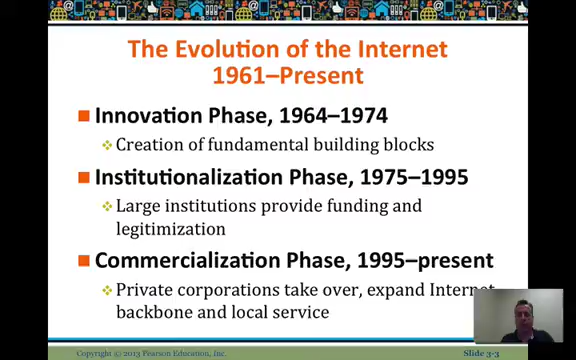 The Evolution of the Internet
1961–Present
Innovation Phase, 1964–1974
Creation of fundamental building blocks
Institutionalization Phase, 1975–1995
Large institutions provide funding and
legitimization
Commercialization Phase, 1995–present
Private corporations take over, expand Internet
backbone and local service
Copyright © 2013 Pearson Education, Inc.
Slide 3-3